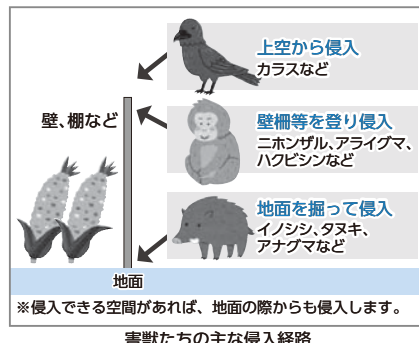 上空から侵入
カラスなど
壁、棚など
壁柵等を登り侵入
ニホンザル、アライグマ、
ハクビシンなど
地面を掘って侵入
イノシシ、タヌキ、
アナグマなど
地面
※侵入できる空間があれば、地面の際からも侵入します。
害獣たちの主な侵入経路